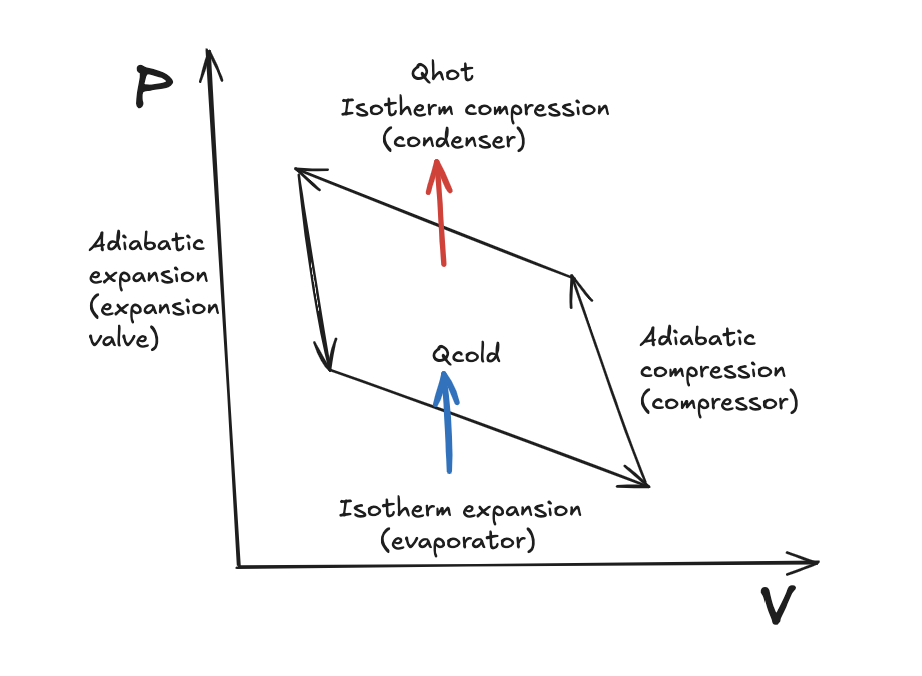 P
Qhot
Isotherm compression
(condenser)
Adiabatic
expansion
(expansion
valve)
Qcold
Adiabatic
compression
(compressor)
Isotherm expansion
(evaporator)
V